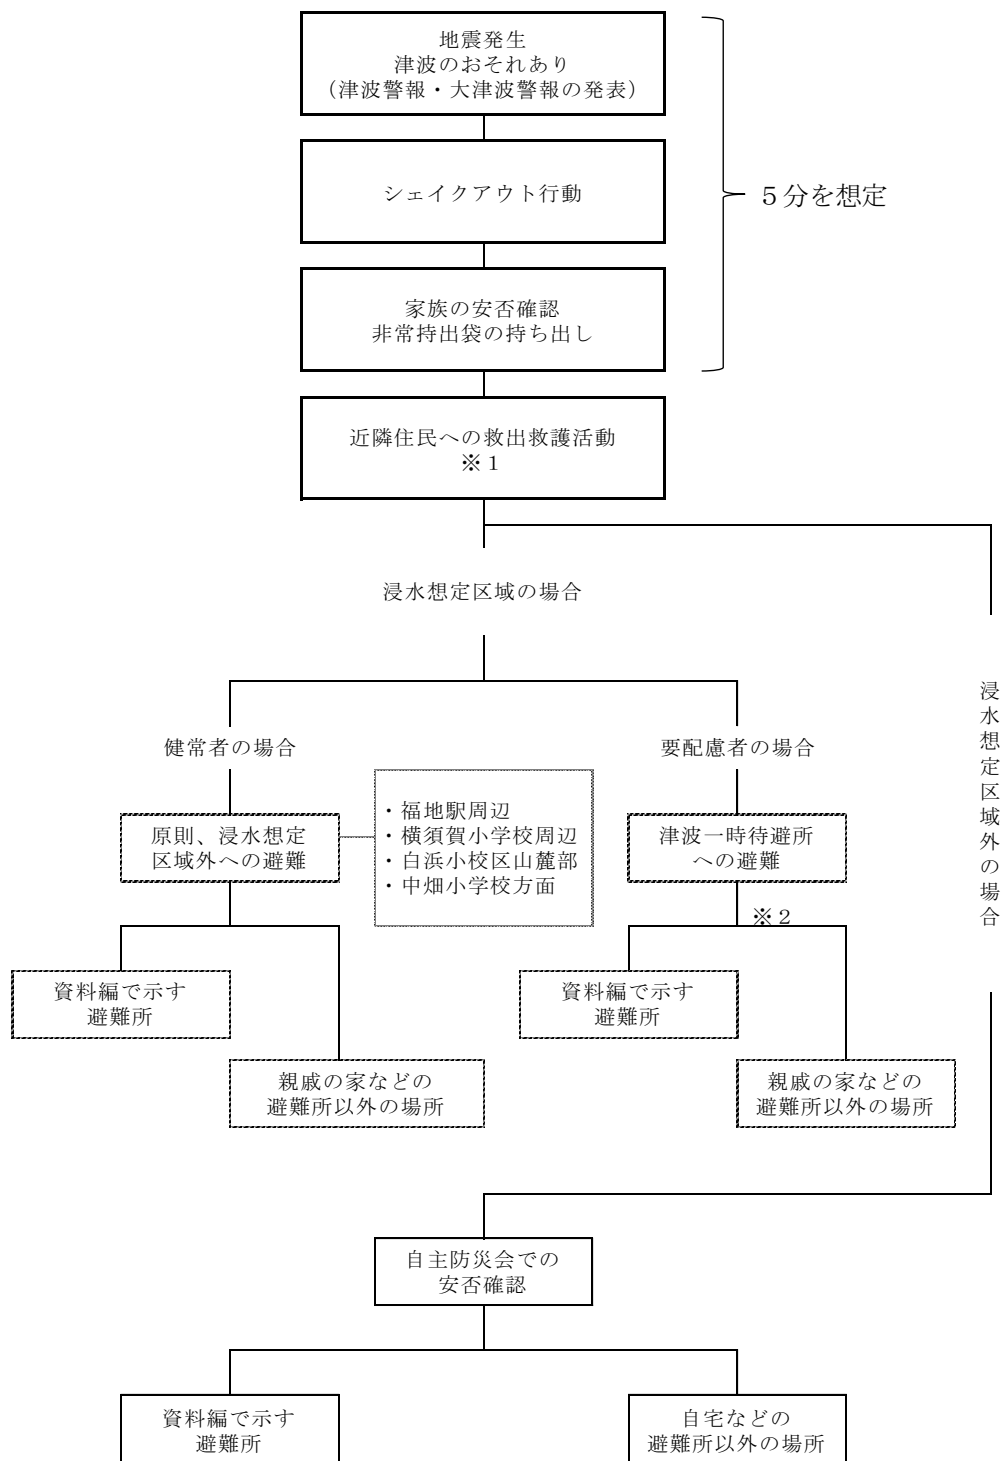 地震発生
津波のおそれあり
（津波警報・大津波警報の発表）
シェイクアウト行動
５分を想定
家族の安否確認
非常持出袋の持ち出し
近隣住民への救出救護活動
※１
浸水想定区域の場合
浸水想定区域外の場合
健常者の場合
要配慮者の場合
原則、浸水想定
区域外への避難
・福地駅周辺
・横須賀小学校周辺
・白浜小校区山麓部
・中畑小学校方面
津波一時待避所
への避難
※２
資料編で示す
避難所
親戚の家などの
避難所以外の場所
資料編で示す
避難所
親戚の家などの
避難所以外の場所
自主防災会での
安否確認
資料編で示す
避難所
自宅などの
避難所以外の場所